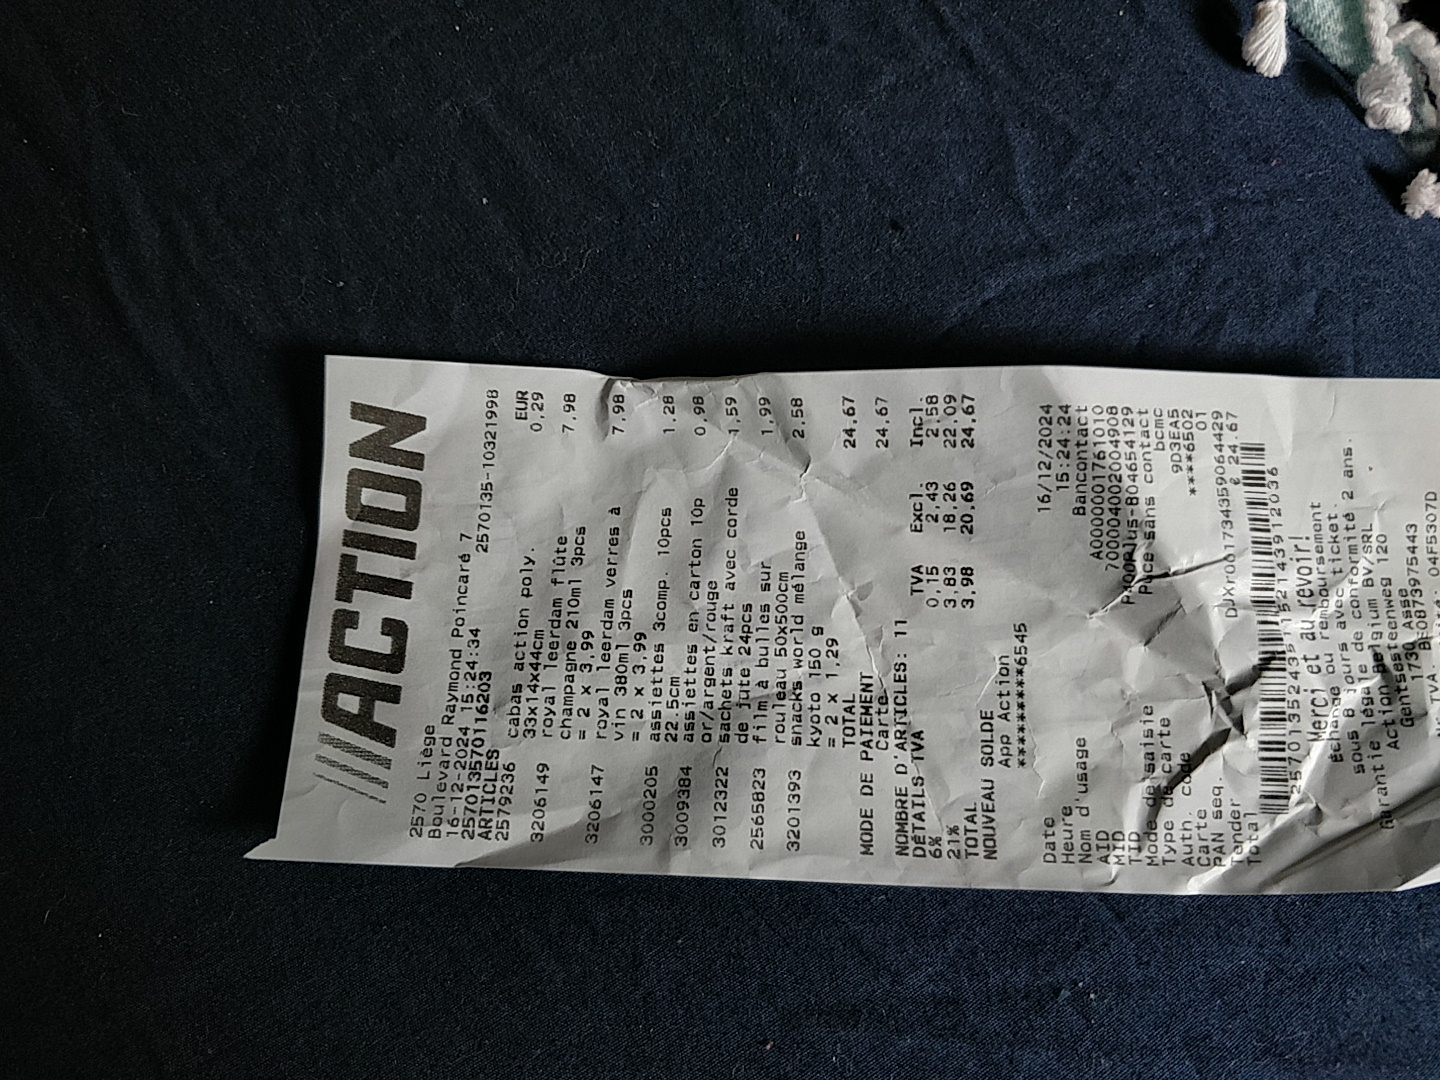 ACTION
2570 Liège
Boulevard Raymond Poincaré 7
16-12-2024 15:24:34 2570135-10321998
2570135701162​03
ARTICLES EUR
2579236 cabas action poly. 0,29
33x14x44cm
3206149 royal leerdam flûte 7,98
champagne 210ml 3pcs
= 2 x 3,99
3206147 royal leerdam verres à 7,98
vin 380ml 3pcs
= 2 x 3,99
3000205 assiettes 3comp. 10pcs 1,28
22.5cm
3009384 assiettes en carton 10p 0,98
or/argent/rouge
3012322 sachets kraft avec corde 1,59
de jute 24pcs
2565823 film à bulles sur 1,99
rouleau 50x500cm
3201393 snacks world mélange 2,58
kyoto 150 g
= 2 x 1,29
TOTAL 24,67
MODE DE PAIEMENT
Carte 24,67
NOMBRE D'ARTICLES: 11
DÉTAILS TVA TVA Excl. Incl.
6% 0,15 2,43 2,58
21% 3,83 18,26 22,09
TOTAL 3,98 20,69 24,67
NOUVEAU SOLDE
App Action
*********6545
Date 16/12/2024
Heure 15:24:24
Nom d'usage Bancontact
AID A0000001761010
MID
TID
Mode de saisie Puce sans contact
Type de carte bcmc
Auth. code 9D3EA5
Carte ****6502
PAN seq. 01
Tender
Total € 24.67
Merci et au revoir!
Échange ou remboursement
sous 8 jours avec ticket.
Garantie légale de conformité 2 ans.
Action Belgium BV/SRL
Gentsesteenweg 120
1730 Asse
BE0873975443